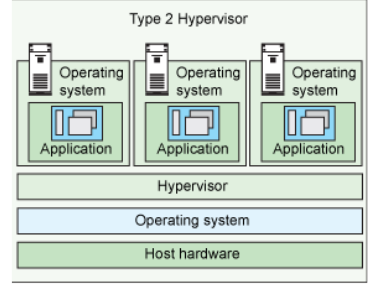 Type 2 Hypervisor
Operating system
Application
Operating system
Application
Operating system
Application
Hypervisor
Operating system
Host hardware